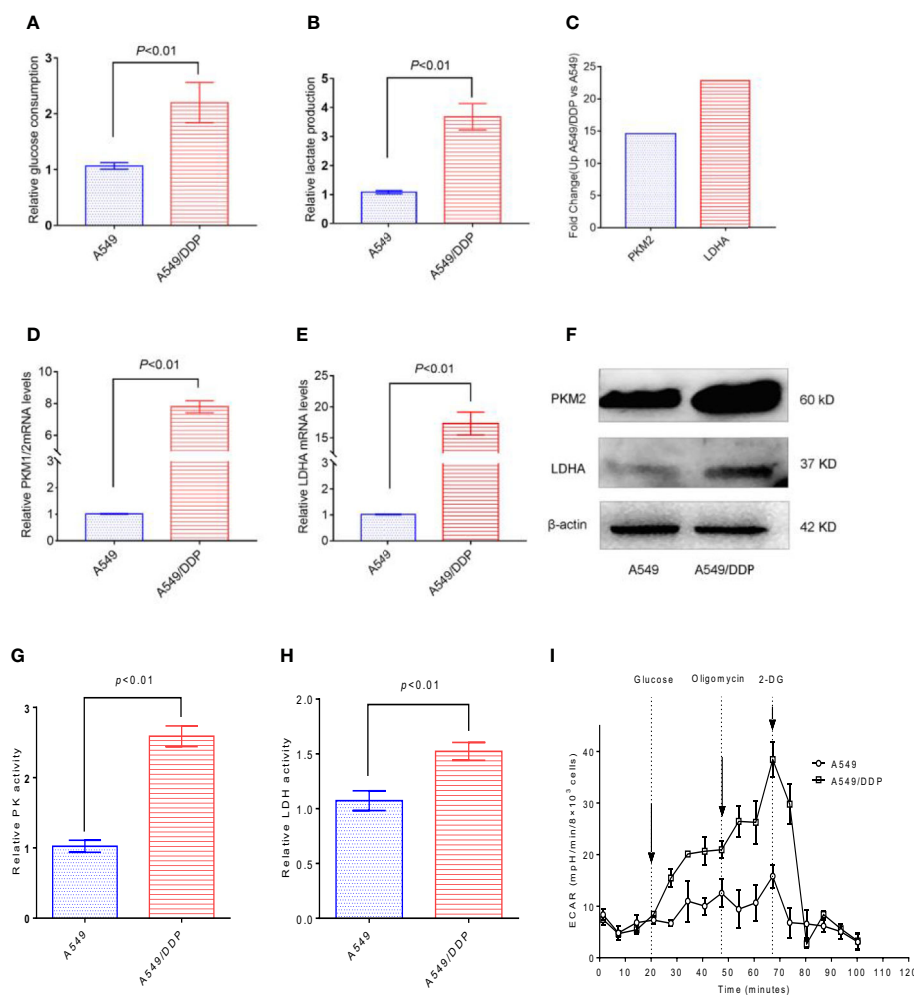 A
Relative glucose consumption
3
2
1
0
P<0.01
A549
A549/DDP
B
Relative lactate production
5
4
3
2
1
0
P<0.01
A549
A549/DDP
C
Fold Change(Up A549/DDP vs A549)
25
20
15
10
5
0
PKM2
LDHA
D
Relative PKM1/2mRNA levels
10
8
6
3
2
1
0
P<0.01
A549
A549/DDP
E
Relative LDHA mRNA levels
25
20
15
3
2
1
0
P<0.01
A549
A549/DDP
F
PKM2
60 kD
LDHA
37 KD
β-actin
42 KD
A549
A549/DDP
G
Relative PK activity
3
2
1
0
p<0.01
A549
A549/DDP
H
Relative LDH activity
2.0
1.5
1.0
0.5
0.0
p<0.01
A549
A549/DDP
I
Glucose
Oligomycin
2-DG
A549
A549/DDP
ECAR (mpH/min/8×10³ cells)
40
30
20
10
0
0 10 20 30 40 50 60 70 80 90 100 110 120
Time (minutes)